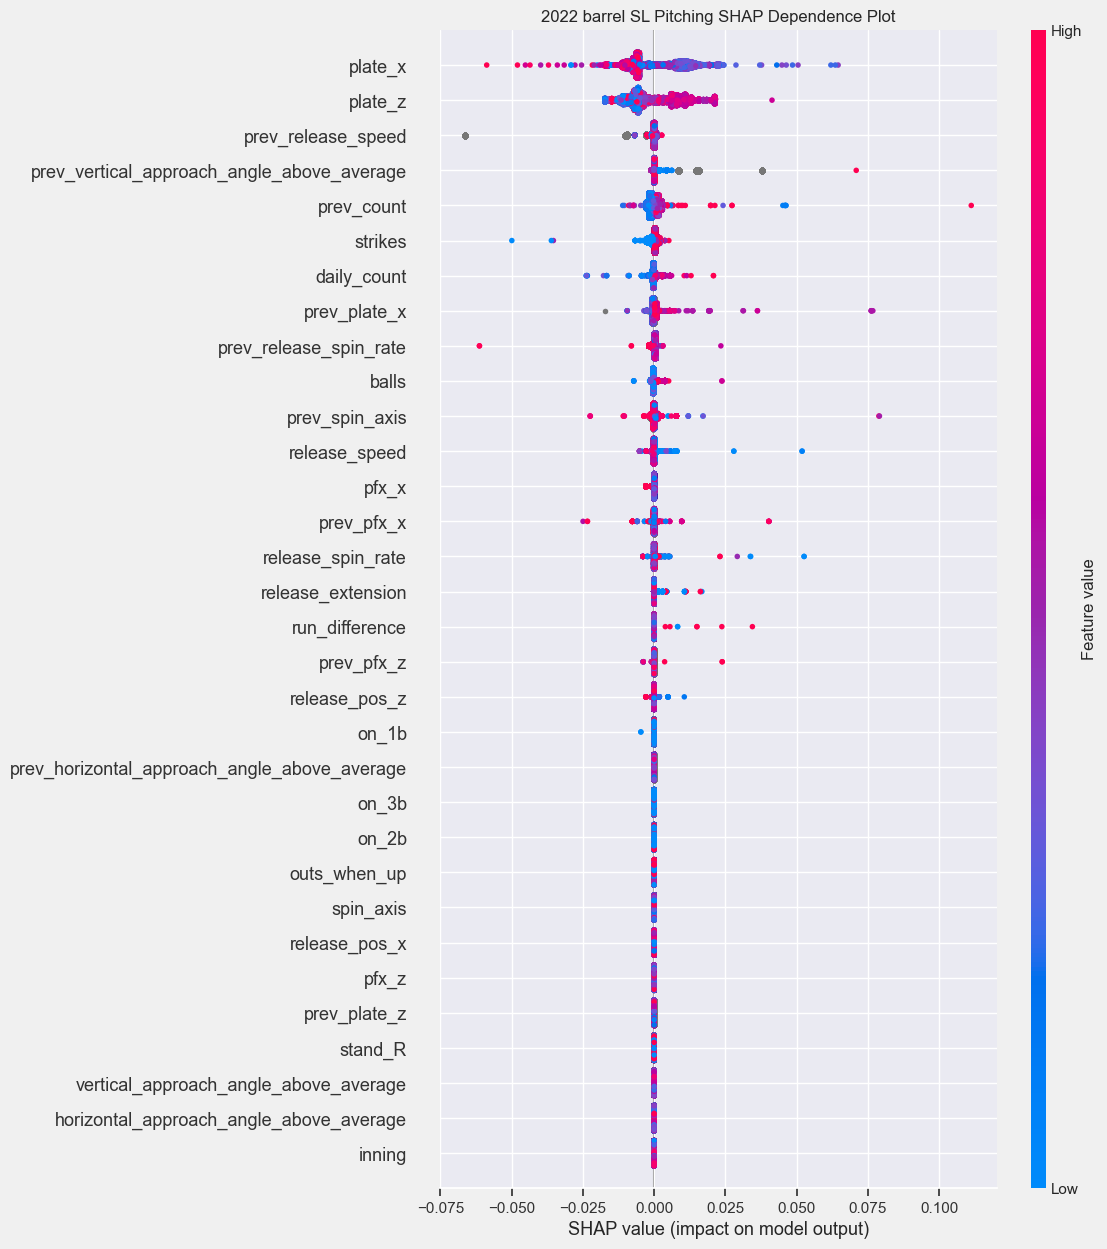 2022 barrel SL Pitching SHAP Dependence Plot
High
plate_x
plate_z
prev_release_speed
prev_vertical_approach_angle_above_average
prev_count
strikes
daily_count
prev_plate_x
prev_release_spin_rate
balls
prev_spin_axis
release_speed
pfx_x
prev_pfx_x
release_spin_rate
release_extension
run_difference
prev_pfx_z
release_pos_z
on_1b
prev_horizontal_approach_angle_above_average
on_3b
on_2b
outs_when_up
spin_axis
release_pos_x
pfx_z
prev_plate_z
stand_R
vertical_approach_angle_above_average
horizontal_approach_angle_above_average
inning
Feature value
Low
−0.075 −0.050 −0.025 0.000 0.025 0.050 0.075 0.100
SHAP value (impact on model output)